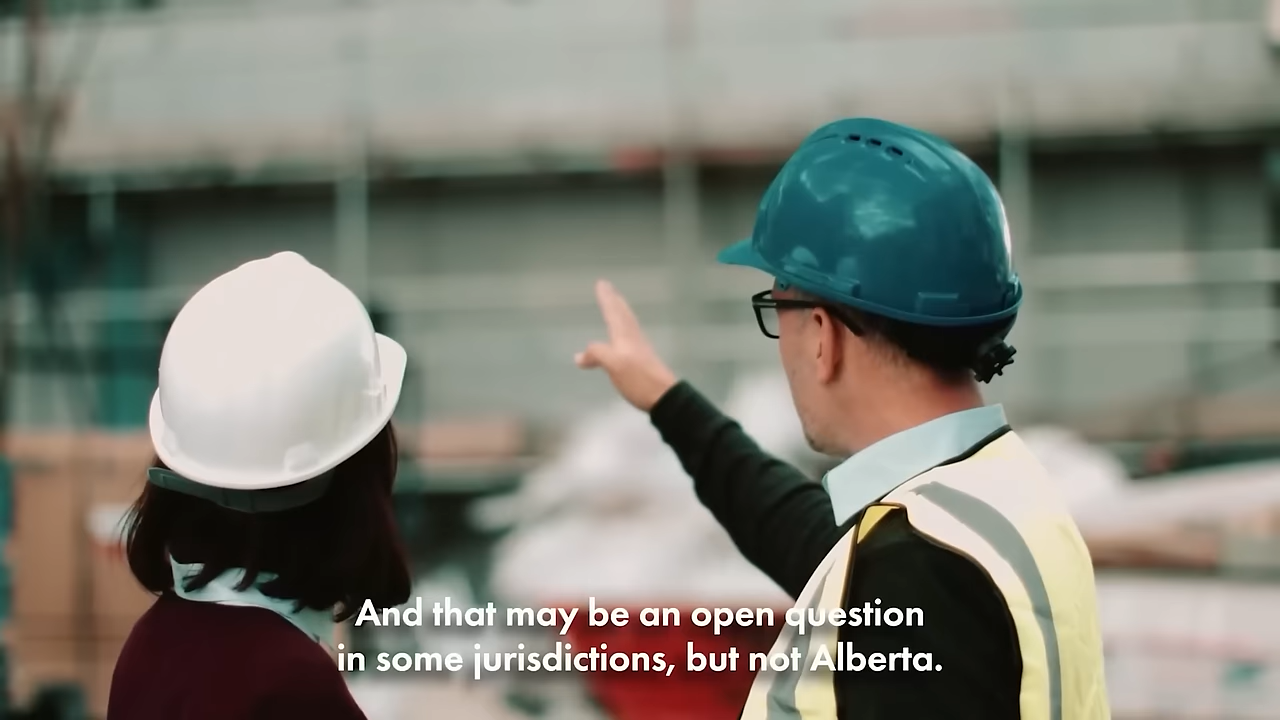 And that may be an open question
in some jurisdictions, but not Alberta.